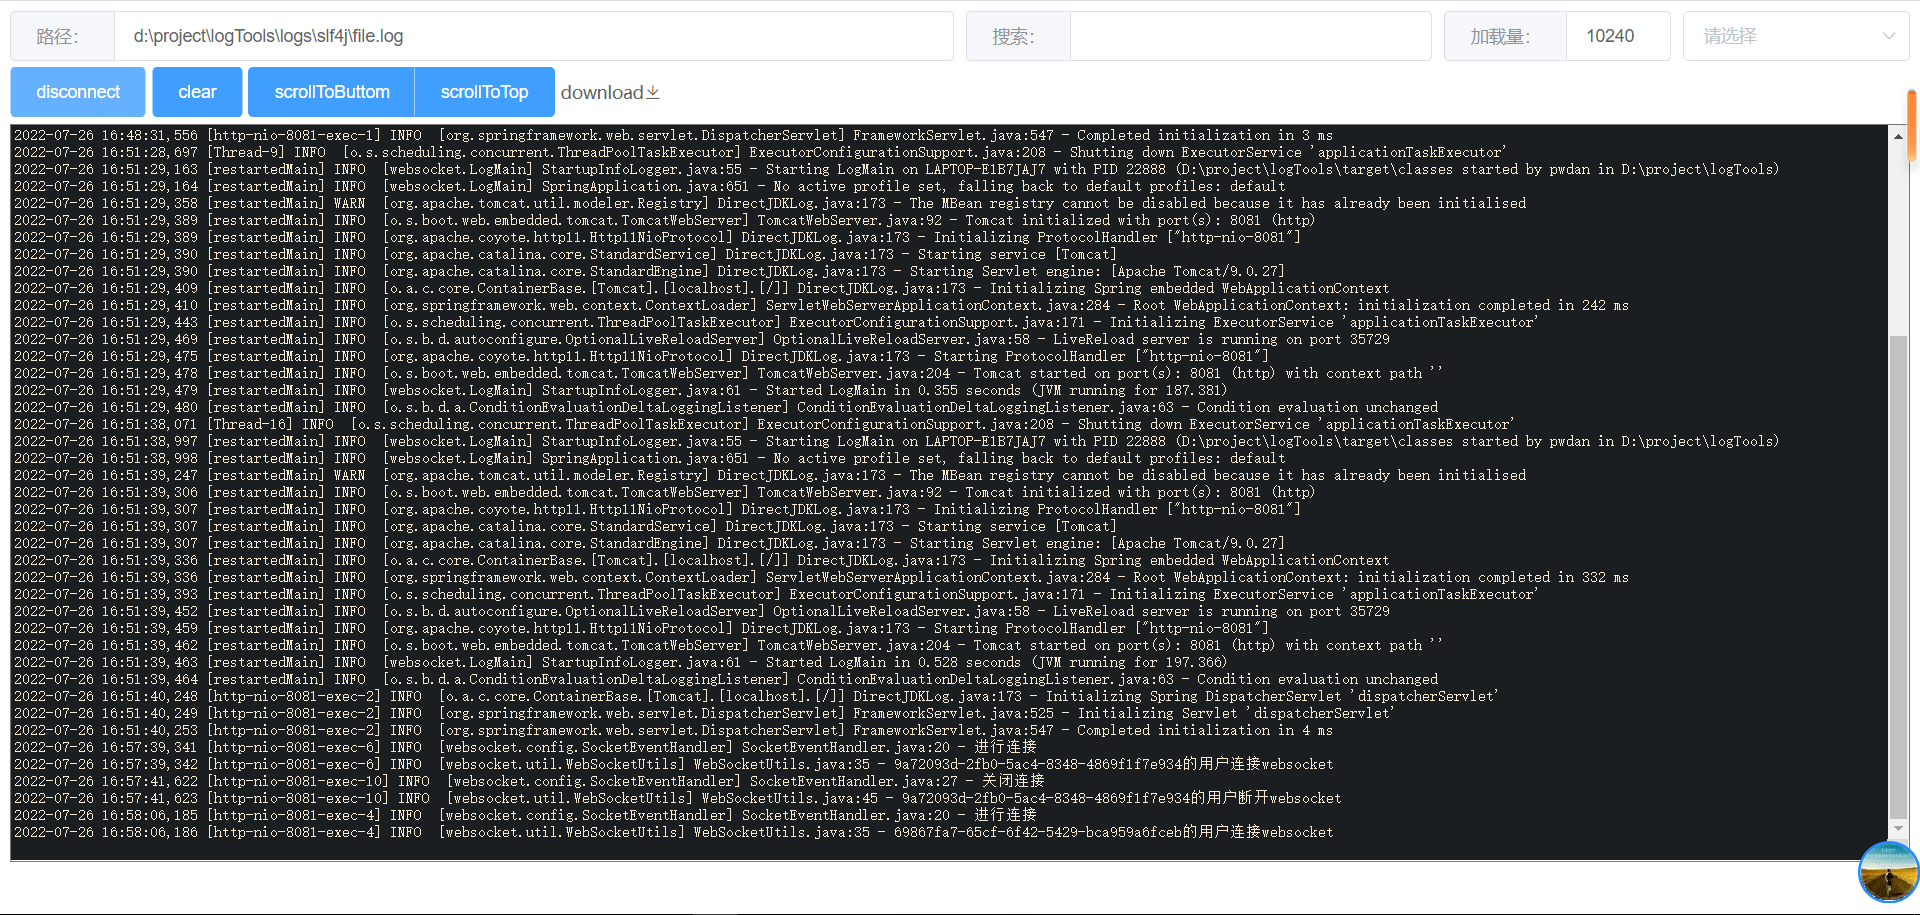 路径： d:\project\logTools\logs\slf4j\file.log 搜索： 加载量： 10240 请选择
disconnect clear scrollToButtom scrollToTop download
2022-07-26 16:48:31,556 [http-nio-8081-exec-1] INFO  [org.springframework.web.servlet.DispatcherServlet] FrameworkServlet.java:547 - Completed initialization in 3 ms
2022-07-26 16:51:28,697 [Thread-9] INFO  [o.s.scheduling.concurrent.ThreadPoolTaskExecutor] ExecutorConfigurationSupport.java:208 - Shutting down ExecutorService 'applicationTaskExecutor'
2022-07-26 16:51:29,163 [restartedMain] INFO  [websocket.LogMain] StartupInfoLogger.java:55 - Starting LogMain on LAPTOP-E1B7JAJ7 with PID 22888 (D:\project\logTools\target\classes started by pwdan in D:\project\logTools)
2022-07-26 16:51:29,164 [restartedMain] INFO  [websocket.LogMain] SpringApplication.java:651 - No active profile set, falling back to default profiles: default
2022-07-26 16:51:29,358 [restartedMain] WARN  [org.apache.tomcat.util.modeler.Registry] DirectJDKLog.java:173 - The MBean registry cannot be disabled because it has already been initialised
2022-07-26 16:51:29,389 [restartedMain] INFO  [o.s.boot.web.embedded.tomcat.TomcatWebServer] TomcatWebServer.java:92 - Tomcat initialized with port(s): 8081 (http)
2022-07-26 16:51:29,389 [restartedMain] INFO  [org.apache.coyote.http11.Http11NioProtocol] DirectJDKLog.java:173 - Initializing ProtocolHandler ["http-nio-8081"]
2022-07-26 16:51:29,390 [restartedMain] INFO  [org.apache.catalina.core.StandardService] DirectJDKLog.java:173 - Starting service [Tomcat]
2022-07-26 16:51:29,390 [restartedMain] INFO  [org.apache.catalina.core.StandardEngine] DirectJDKLog.java:173 - Starting Servlet engine: [Apache Tomcat/9.0.27]
2022-07-26 16:51:29,409 [restartedMain] INFO  [o.a.c.core.ContainerBase.[Tomcat].[localhost].[/]] DirectJDKLog.java:173 - Initializing Spring embedded WebApplicationContext
2022-07-26 16:51:29,410 [restartedMain] INFO  [org.springframework.web.context.ContextLoader] ServletWebServerApplicationContext.java:284 - Root WebApplicationContext: initialization completed in 242 ms
2022-07-26 16:51:29,443 [restartedMain] INFO  [o.s.scheduling.concurrent.ThreadPoolTaskExecutor] ExecutorConfigurationSupport.java:171 - Initializing ExecutorService 'applicationTaskExecutor'
2022-07-26 16:51:29,469 [restartedMain] INFO  [o.s.b.d.autoconfigure.OptionalLiveReloadServer] OptionalLiveReloadServer.java:58 - LiveReload server is running on port 35729
2022-07-26 16:51:29,475 [restartedMain] INFO  [org.apache.coyote.http11.Http11NioProtocol] DirectJDKLog.java:173 - Starting ProtocolHandler ["http-nio-8081"]
2022-07-26 16:51:29,478 [restartedMain] INFO  [o.s.boot.web.embedded.tomcat.TomcatWebServer] TomcatWebServer.java:204 - Tomcat started on port(s): 8081 (http) with context path ''
2022-07-26 16:51:29,479 [restartedMain] INFO  [websocket.LogMain] StartupInfoLogger.java:61 - Started LogMain in 0.355 seconds (JVM running for 187.381)
2022-07-26 16:51:29,480 [restartedMain] INFO  [o.s.b.d.a.ConditionEvaluationDeltaLoggingListener] ConditionEvaluationDeltaLoggingListener.java:63 - Condition evaluation unchanged
2022-07-26 16:51:38,071 [Thread-16] INFO  [o.s.scheduling.concurrent.ThreadPoolTaskExecutor] ExecutorConfigurationSupport.java:208 - Shutting down ExecutorService 'applicationTaskExecutor'
2022-07-26 16:51:38,997 [restartedMain] INFO  [websocket.LogMain] StartupInfoLogger.java:55 - Starting LogMain on LAPTOP-E1B7JAJ7 with PID 22888 (D:\project\logTools\target\classes started by pwdan in D:\project\logTools)
2022-07-26 16:51:38,998 [restartedMain] INFO  [websocket.LogMain] SpringApplication.java:651 - No active profile set, falling back to default profiles: default
2022-07-26 16:51:39,247 [restartedMain] WARN  [org.apache.tomcat.util.modeler.Registry] DirectJDKLog.java:173 - The MBean registry cannot be disabled because it has already been initialised
2022-07-26 16:51:39,306 [restartedMain] INFO  [o.s.boot.web.embedded.tomcat.TomcatWebServer] TomcatWebServer.java:92 - Tomcat initialized with port(s): 8081 (http)
2022-07-26 16:51:39,307 [restartedMain] INFO  [org.apache.coyote.http11.Http11NioProtocol] DirectJDKLog.java:173 - Initializing ProtocolHandler ["http-nio-8081"]
2022-07-26 16:51:39,307 [restartedMain] INFO  [org.apache.catalina.core.StandardService] DirectJDKLog.java:173 - Starting service [Tomcat]
2022-07-26 16:51:39,307 [restartedMain] INFO  [org.apache.catalina.core.StandardEngine] DirectJDKLog.java:173 - Starting Servlet engine: [Apache Tomcat/9.0.27]
2022-07-26 16:51:39,336 [restartedMain] INFO  [o.a.c.core.ContainerBase.[Tomcat].[localhost].[/]] DirectJDKLog.java:173 - Initializing Spring embedded WebApplicationContext
2022-07-26 16:51:39,336 [restartedMain] INFO  [org.springframework.web.context.ContextLoader] ServletWebServerApplicationContext.java:284 - Root WebApplicationContext: initialization completed in 332 ms
2022-07-26 16:51:39,393 [restartedMain] INFO  [o.s.scheduling.concurrent.ThreadPoolTaskExecutor] ExecutorConfigurationSupport.java:171 - Initializing ExecutorService 'applicationTaskExecutor'
2022-07-26 16:51:39,452 [restartedMain] INFO  [o.s.b.d.autoconfigure.OptionalLiveReloadServer] OptionalLiveReloadServer.java:58 - LiveReload server is running on port 35729
2022-07-26 16:51:39,459 [restartedMain] INFO  [org.apache.coyote.http11.Http11NioProtocol] DirectJDKLog.java:173 - Starting ProtocolHandler ["http-nio-8081"]
2022-07-26 16:51:39,462 [restartedMain] INFO  [o.s.boot.web.embedded.tomcat.TomcatWebServer] TomcatWebServer.java:204 - Tomcat started on port(s): 8081 (http) with context path ''
2022-07-26 16:51:39,463 [restartedMain] INFO  [websocket.LogMain] StartupInfoLogger.java:61 - Started LogMain in 0.528 seconds (JVM running for 197.366)
2022-07-26 16:51:39,464 [restartedMain] INFO  [o.s.b.d.a.ConditionEvaluationDeltaLoggingListener] ConditionEvaluationDeltaLoggingListener.java:63 - Condition evaluation unchanged
2022-07-26 16:51:40,248 [http-nio-8081-exec-2] INFO  [o.a.c.core.ContainerBase.[Tomcat].[localhost].[/]] DirectJDKLog.java:173 - Initializing Spring DispatcherServlet 'dispatcherServlet'
2022-07-26 16:51:40,249 [http-nio-8081-exec-2] INFO  [org.springframework.web.servlet.DispatcherServlet] FrameworkServlet.java:525 - Initializing Servlet 'dispatcherServlet'
2022-07-26 16:51:40,253 [http-nio-8081-exec-2] INFO  [org.springframework.web.servlet.DispatcherServlet] FrameworkServlet.java:547 - Completed initialization in 4 ms
2022-07-26 16:57:39,341 [http-nio-8081-exec-6] INFO  [websocket.config.SocketEventHandler] SocketEventHandler.java:20 - 进行连接
2022-07-26 16:57:39,342 [http-nio-8081-exec-6] INFO  [websocket.util.WebSocketUtils] WebSocketUtils.java:35 - 9a72093d-2fb0-5ac4-8348-4869f1f7e934的用户连接websocket
2022-07-26 16:57:41,622 [http-nio-8081-exec-10] INFO  [websocket.config.SocketEventHandler] SocketEventHandler.java:27 - 关闭连接
2022-07-26 16:57:41,623 [http-nio-8081-exec-10] INFO  [websocket.util.WebSocketUtils] WebSocketUtils.java:45 - 9a72093d-2fb0-5ac4-8348-4869f1f7e934的用户断开websocket
2022-07-26 16:58:06,185 [http-nio-8081-exec-4] INFO  [websocket.config.SocketEventHandler] SocketEventHandler.java:20 - 进行连接
2022-07-26 16:58:06,186 [http-nio-8081-exec-4] INFO  [websocket.util.WebSocketUtils] WebSocketUtils.java:35 - 69867fa7-65cf-6f42-5429-bca959a6fceb的用户连接websocket